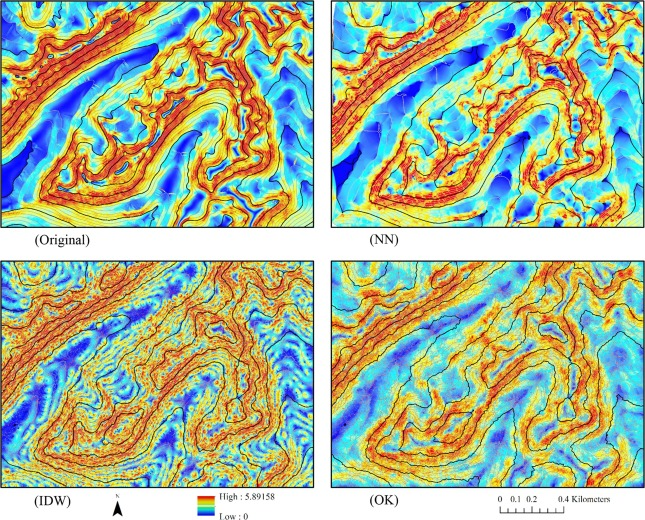 (Original)
(NN)
(IDW)
N
High : 5.89158
Low : 0
(OK)
0 0.1 0.2 0.4 Kilometers